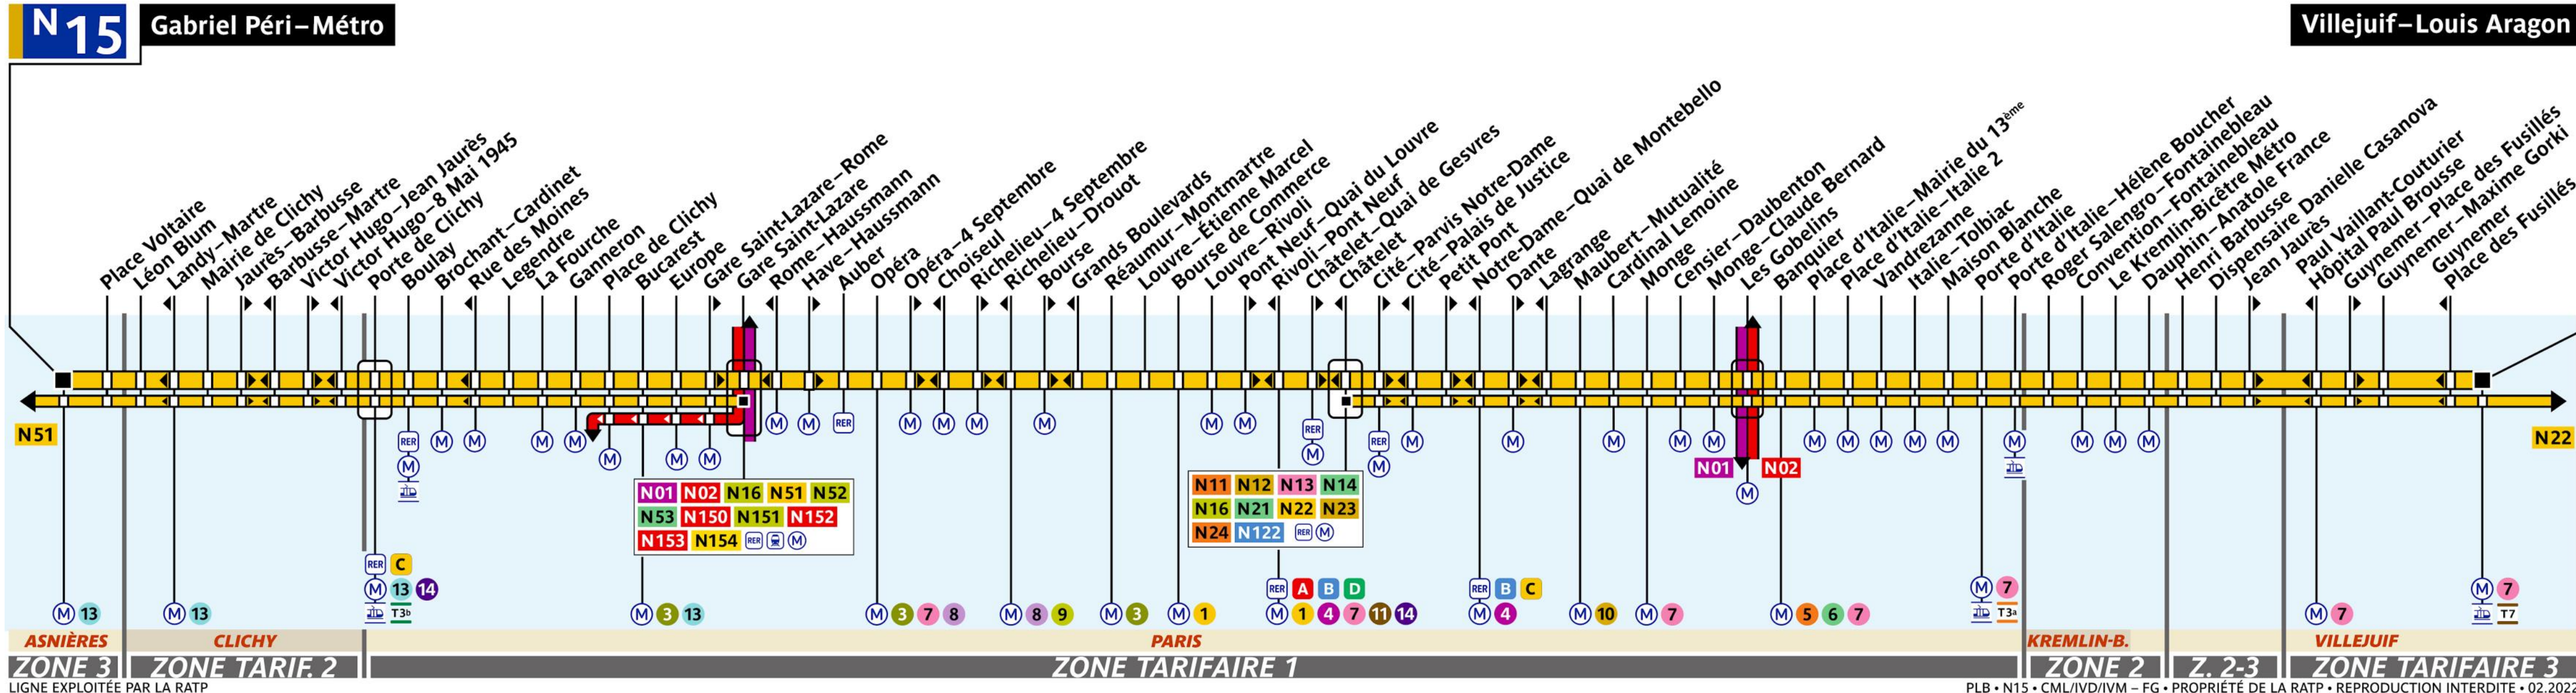 N15
Gabriel Péri–Métro
Villejuif–Louis Aragon
Place Voltaire
Léon Blum
Landy–Martre
Mairie de Clichy
Jaurès–Barbusse
Barbusse–Martre
Victor Hugo–Jean Jaurès
Victor Hugo–8 Mai 1945
Porte de Clichy
Boulay
Brochant–Cardinet
Rue des Moines
Legendre
La Fourche
Ganneron
Place de Clichy
Bucarest
Europe
Gare Saint-Lazare–Rome
Gare Saint-Lazare
Rome–Haussmann
Havre–Haussmann
Auber
Opéra
Opéra–4 Septembre
Choiseul
Richelieu–4 Septembre
Richelieu–Drouot
Bourse
Grands Boulevards
Réaumur–Montmartre
Louvre–Étienne Marcel
Bourse de Commerce
Louvre–Rivoli
Pont Neuf–Quai du Louvre
Rivoli–Pont Neuf
Châtelet–Quai de Gesvres
Châtelet
Cité–Parvis Notre-Dame
Cité–Palais de Justice
Petit Pont
Notre-Dame–Quai de Montebello
Dante
Lagrange
Maubert–Mutualité
Cardinal Lemoine
Monge
Censier–Daubenton
Monge–Claude Bernard
Les Gobelins
Banquier
Place d'Italie–Mairie du 13ème
Place d'Italie–Italie 2
Vandrezanne
Italie–Tolbiac
Maison Blanche
Porte d'Italie
Porte d'Italie–Hélène Boucher
Roger Salengro–Fontainebleau
Convention–Fontainebleau
Le Kremlin-Bicêtre Métro
Dauphin–Anatole France
Henri Barbusse
Dispensaire Danielle Casanova
Jean Jaurès
Paul Vaillant-Couturier
Hôpital Paul Brousse
Guynemer–Place des Fusillés
Guynemer–Maxime Gorki
Guynemer
Place des Fusillés
N51
N22
RER M
M
M
M
M
M
M
M
M
M
RER
M
M
M
M
M
M
RER M
RER M
M
M
M
M
M
N01
N02
M
M
M
M
M
M
M
M
M
M
N01 N02 N16 N51 N52
N53 N150 N151 N152
N153 N154 RER M
N11 N12 N13 N14
N16 N21 N22 N23
N24 N122 RER M
M 13
M 13
RER C
M 13 14
T3b
M 3 13
M 3 7 8
M 8 9
M 3
M 1
RER A B D
M 1 4 7 11 14
RER B C
M 4
M 10
M 7
M 5 6 7
M 7
T3a
M 7
M 7
T7
ASNIÈRES
CLICHY
PARIS
KREMLIN-B.
VILLEJUIF
ZONE 3
ZONE TARIF. 2
ZONE TARIFAIRE 1
ZONE 2
Z. 2-3
ZONE TARIFAIRE 3
LIGNE EXPLOITÉE PAR LA RATP
PLB • N15 • CML/IVD/IVM – FG • PROPRIÉTÉ DE LA RATP • REPRODUCTION INTERDITE • 02.2022